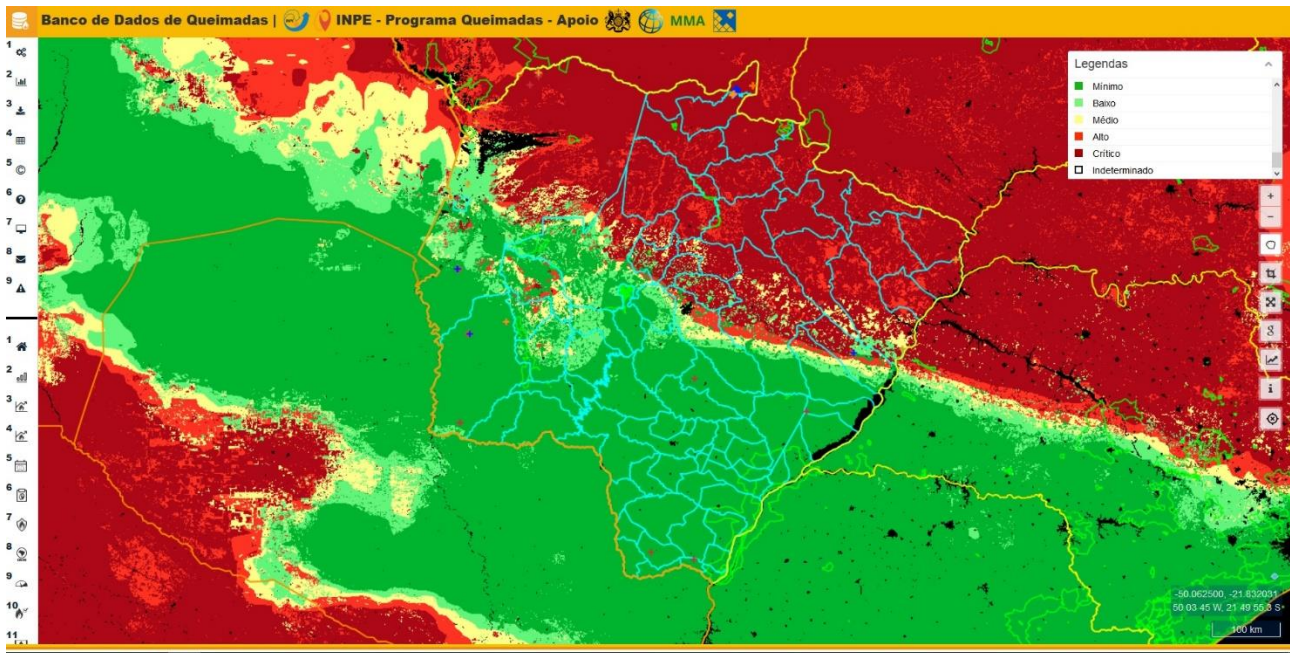 Banco de Dados de Queimadas | INPE - Programa Queimadas - Apoio MMA
1
2
3
4
5
6
7
8
9
1
2
3
4
5
6
7
8
9
10
11
Legendas
Mínimo
Baixo
Médio
Alto
Crítico
Indeterminado
-50.062500, -21.832031
50 03 45 W, 21 49 55.3 S
100 km